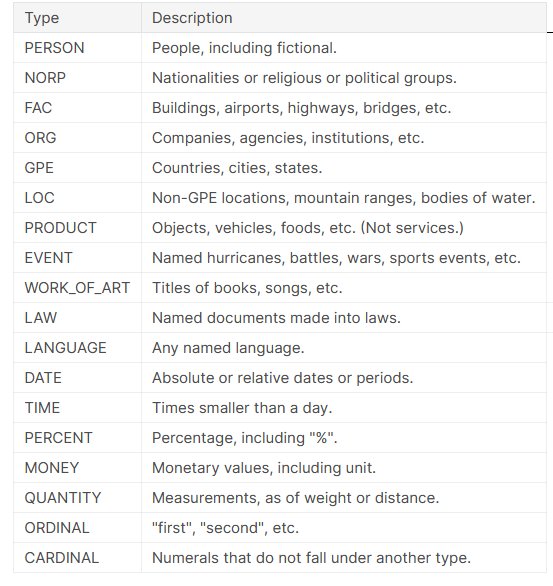 Type Description
PERSON People, including fictional.
NORP Nationalities or religious or political groups.
FAC Buildings, airports, highways, bridges, etc.
ORG Companies, agencies, institutions, etc.
GPE Countries, cities, states.
LOC Non-GPE locations, mountain ranges, bodies of water.
PRODUCT Objects, vehicles, foods, etc. (Not services.)
EVENT Named hurricanes, battles, wars, sports events, etc.
WORK_OF_ART Titles of books, songs, etc.
LAW Named documents made into laws.
LANGUAGE Any named language.
DATE Absolute or relative dates or periods.
TIME Times smaller than a day.
PERCENT Percentage, including "%".
MONEY Monetary values, including unit.
QUANTITY Measurements, as of weight or distance.
ORDINAL "first", "second", etc.
CARDINAL Numerals that do not fall under another type.